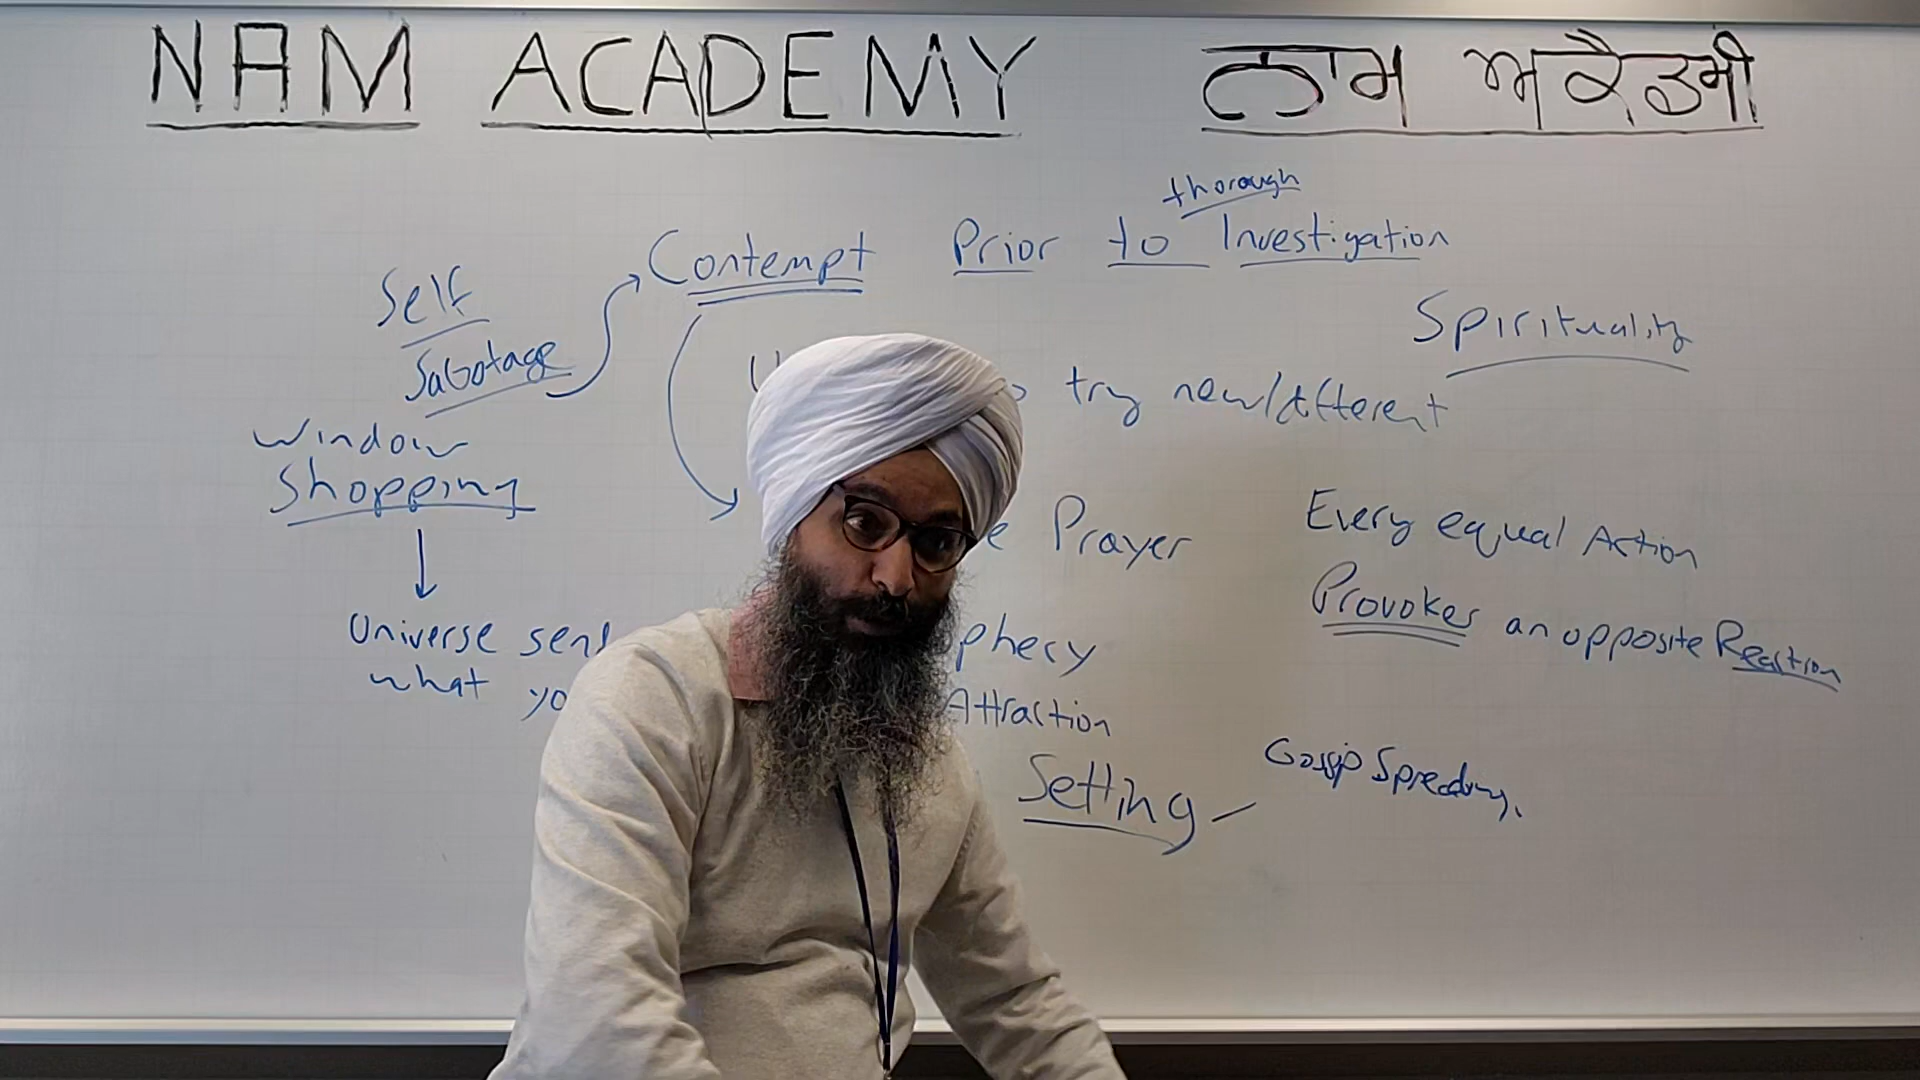 NAM ACADEMY ਨਾਮ ਅਕੈਡਮੀ
thorough
Contempt Prior to Investigation
Self
Sabotage
Spirituality
try new/different
Window
Shopping
Prayer
Every equal Action
Provokes an opposite Reaction
Universe
what
phecy
Attraction
Setting – Gossip Spreading.